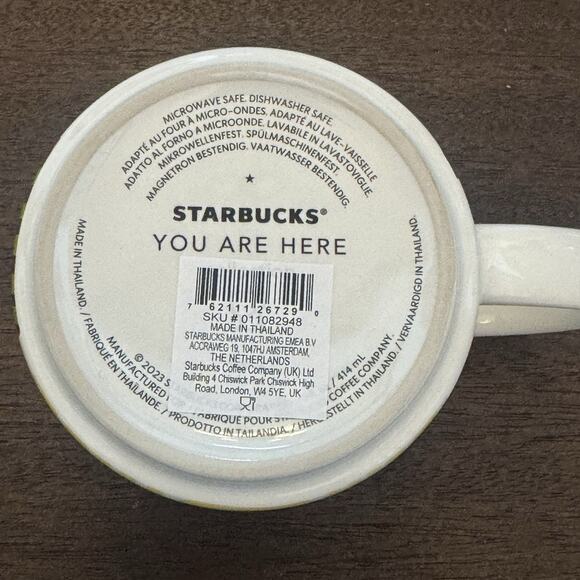 MICROWAVE SAFE. DISHWASHER SAFE.
ADAPTÉ AU FOUR À MICRO-ONDES. ADAPTÉ AU LAVE-VAISSELLE
ADATTO AL FORNO A MICROONDE. LAVABILE IN LAVASTOVIGLIE.
MIKROWELLENFEST. SPÜLMASCHINENFEST.
MAGNETRON BESTENDIG. VAATWASSER BESTENDIG.
STARBUCKS®
YOU ARE HERE
7 62111 26729 0
SKU # 011082948
MADE IN THAILAND
STARBUCKS MANUFACTURING EMEA B.V
ACCRAWEG 19, 1047HJ AMSTERDAM,
THE NETHERLANDS
Starbucks Coffee Company (UK) Ltd
Building 4 Chiswick Park Chiswick High
Road, London, W4 5YE, UK
© 2023 S
/ 414 mL
MANUFACTURED
FABRIQUÉ POUR
COFFEE COMPANY.
MADE IN THAILAND. / FABRIQUÉ EN THAÏLANDE. / PRODOTTO IN TAILANDIA. / HERGESTELLT IN THAILAND. / VERVAARDIGD IN THAILAND.